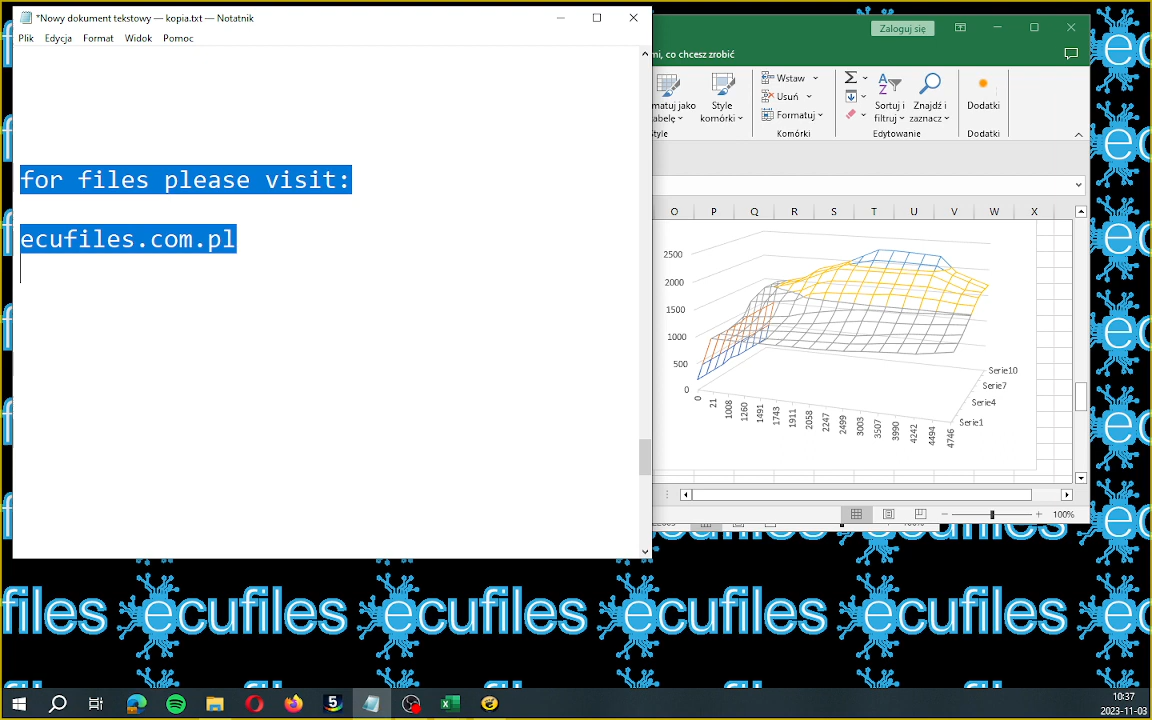 *Nowy dokument tekstowy — kopia.txt — Notatnik
Plik Edycja Format Widok Pomoc
for files please visit:
ecufiles.com.pl
Zaloguj się
mi, co chcesz zrobić
matuj jako
abelę
Style
komórki
Style
Wstaw
Usuń
Formatuj
Komórki
Sortuj i
filtruj
Znajdź i
zaznacz
Edytowanie
Dodatki
Dodatki
O P Q R S T U V W X
2500
2000
1500
1000
500
0
0 21 1008 1260 1491 1743 1911 2058 2247 2499 3003 3507 3990 4242 4494 4746
Serie10
Serie7
Serie4
Serie1
100%
files ecufiles ecufiles ecufiles ecufiles ec
5
10:37
2023-11-03